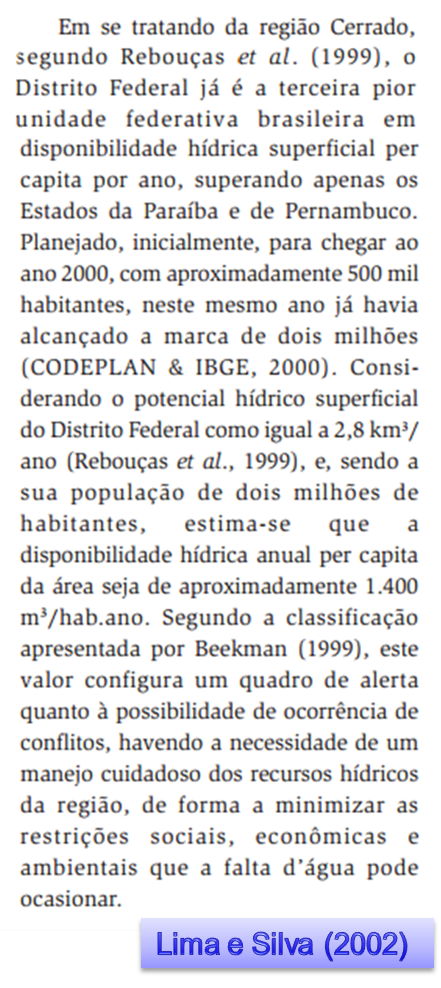 Em se tratando da região Cerrado,
segundo Rebouças et al. (1999), o
Distrito Federal já é a terceira pior
unidade federativa brasileira em
disponibilidade hídrica superficial per
capita por ano, superando apenas os
Estados da Paraíba e de Pernambuco.
Planejado, inicialmente, para chegar ao
ano 2000, com aproximadamente 500 mil
habitantes, neste mesmo ano já havia
alcançado a marca de dois milhões
(CODEPLAN & IBGE, 2000). Consi-
derando o potencial hídrico superficial
do Distrito Federal como igual a 2,8 km³/
ano (Rebouças et al., 1999), e, sendo a
sua população de dois milhões de
habitantes, estima-se que a
disponibilidade hídrica anual per capita
da área seja de aproximadamente 1.400
m³/hab.ano. Segundo a classificação
apresentada por Beekman (1999), este
valor configura um quadro de alerta
quanto à possibilidade de ocorrência de
conflitos, havendo a necessidade de um
manejo cuidadoso dos recursos hídricos
da região, de forma a minimizar as
restrições sociais, econômicas e
ambientais que a falta d'água pode
ocasionar.
Lima e Silva (2002)